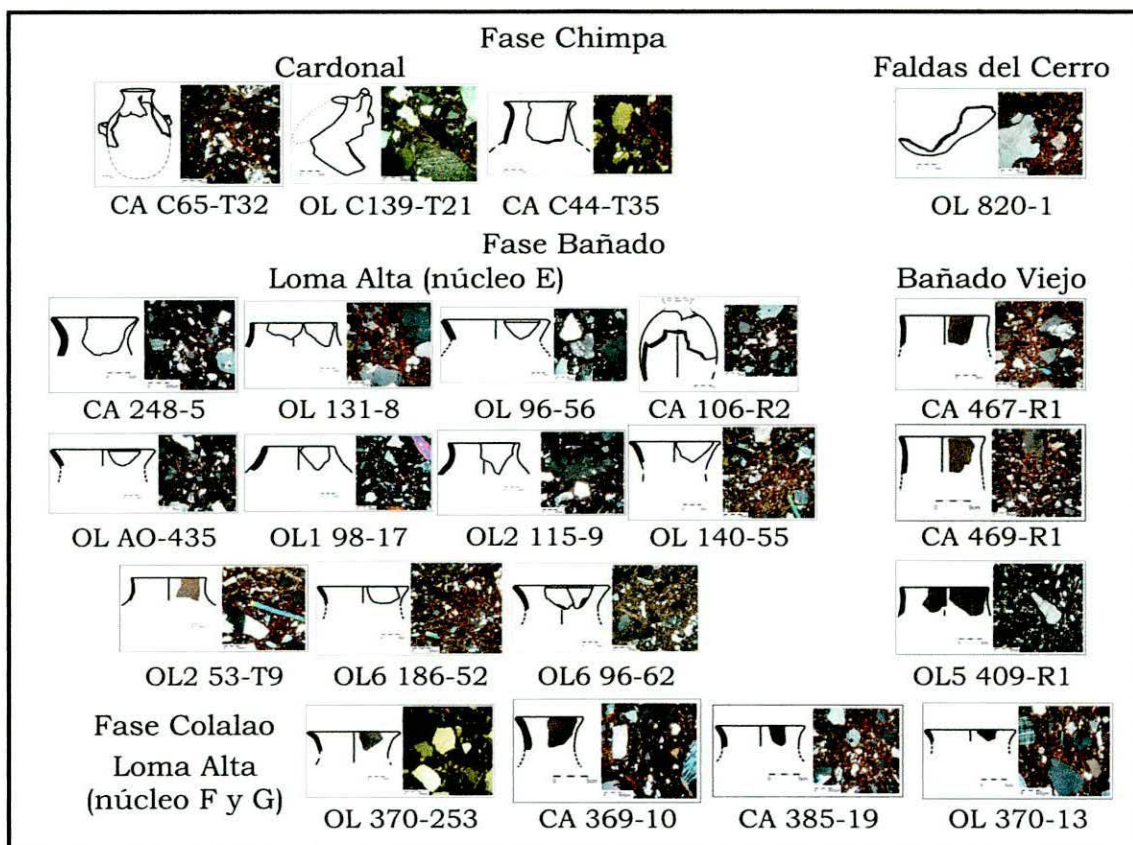 Fase Chimpa
Cardonal
Faldas del Cerro
CA C65-T32 OL C139-T21 CA C44-T35
OL 820-1
Fase Bañado
Loma Alta (núcleo E)
Bañado Viejo
CA 248-5 OL 131-8 OL 96-56 CA 106-R2
CA 467-R1
OL AO-435 OL1 98-17 OL2 115-9 OL 140-55
CA 469-R1
OL2 53-T9 OL6 186-52 OL6 96-62
OL5 409-R1
Fase Colalao
Loma Alta
(núcleo F y G)
OL 370-253 CA 369-10 CA 385-19 OL 370-13